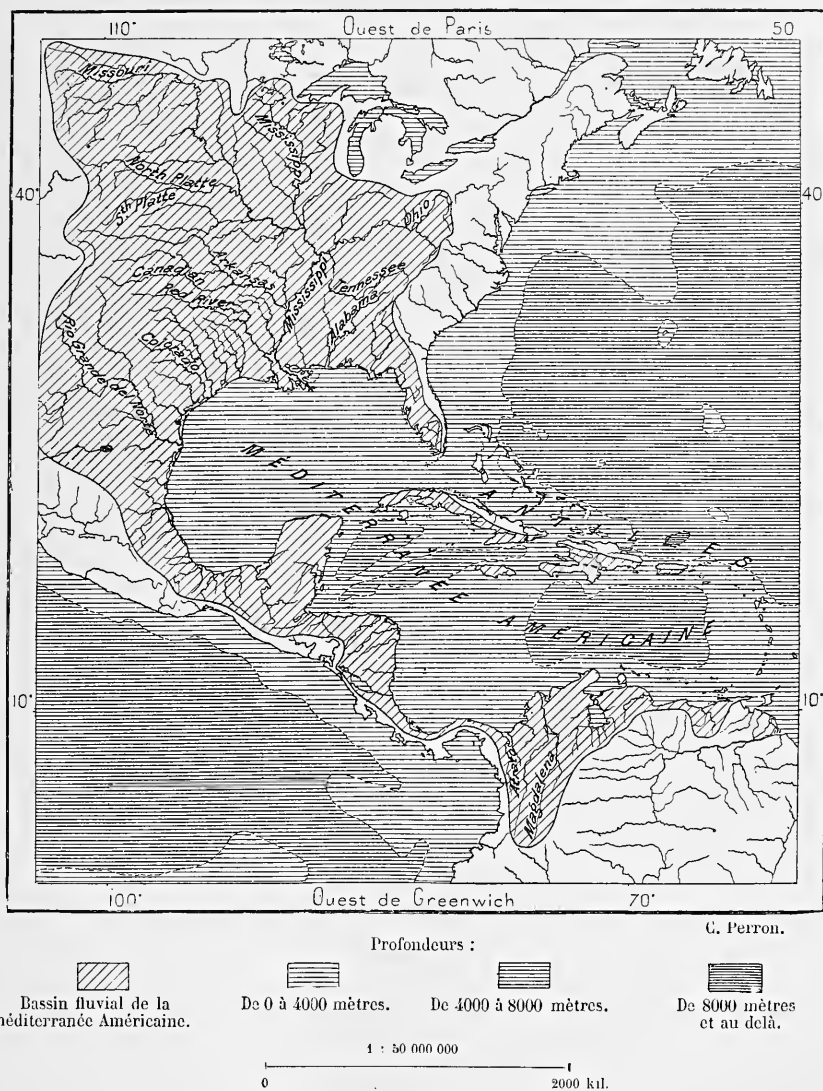 110° Ouest de Paris 50
Missouri
Mississippi
North Platte
40° 40°
Sth Platte
Ohio
Arkansas
Canadian
Tennessee
Mississippi
Red River
Alabama
Colorado
Rio Grande del Norte
MÉDITERRANÉE AMÉRICAINE
ANTILLES
10° 10°
Atrato
Magdalena
100° Ouest de Greenwich 70°
C. Perron.
Profondeurs :
Bassin fluvial de la
méditerranée Américaine.
De 0 à 4000 mètres.
De 4000 à 8000 mètres.
De 8000 mètres
et au delà.
1 : 50 000 000
0 2000 kil.